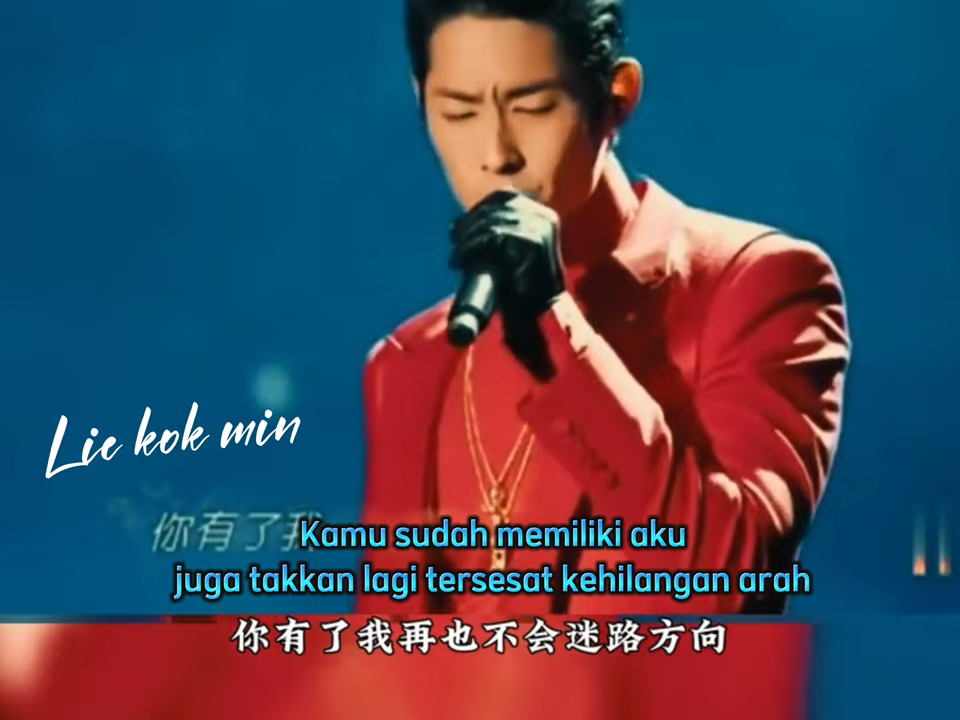 Lie kok min
你有了我
Kamu sudah memiliki aku
juga takkan lagi tersesat kehilangan arah
你有了我再也不会迷路方向